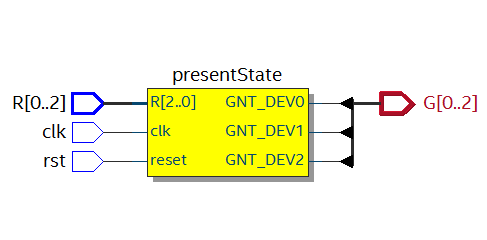 presentState
R[0..2] R[2..0] GNT_DEV0 G[0..2]
clk clk GNT_DEV1
rst reset GNT_DEV2